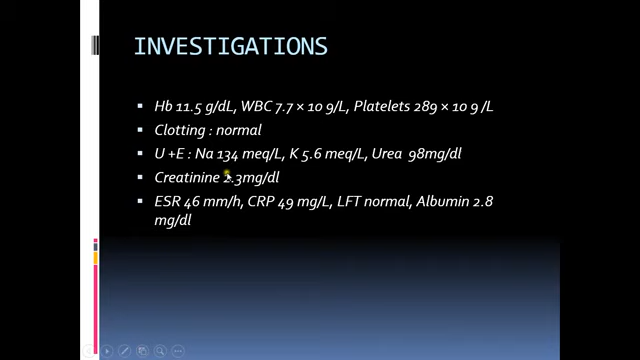 INVESTIGATIONS
▪ Hb 11.5 g/dL, WBC 7.7 × 10 9/L, Platelets 289 × 10 9 /L
▪ Clotting : normal
▪ U +E : Na 134 meq/L, K 5.6 meq/L, Urea 98mg/dl
▪ Creatinine 2.3mg/dl
▪ ESR 46 mm/h, CRP 49 mg/L, LFT normal, Albumin 2.8
mg/dl